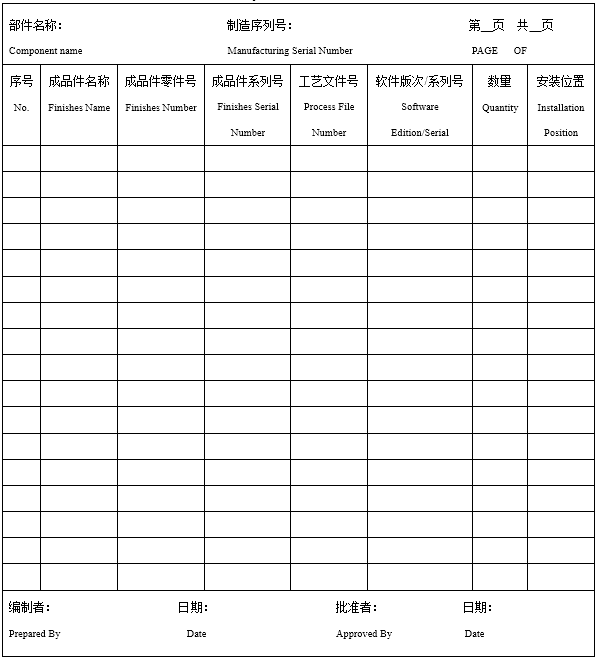 部件名称： 制造序列号： 第__页 共__页
Component name Manufacturing Serial Number PAGE OF
序号 成品件名称 成品件零件号 成品件系列号 工艺文件号 软件版次/系列号 数量 安装位置
No. Finishes Name Finishes Number Finishes Serial Process File Software Quantity Installation
Number Number Edition/Serial Position
编制者： 日期： 批准者： 日期：
Prepared By Date Approved By Date